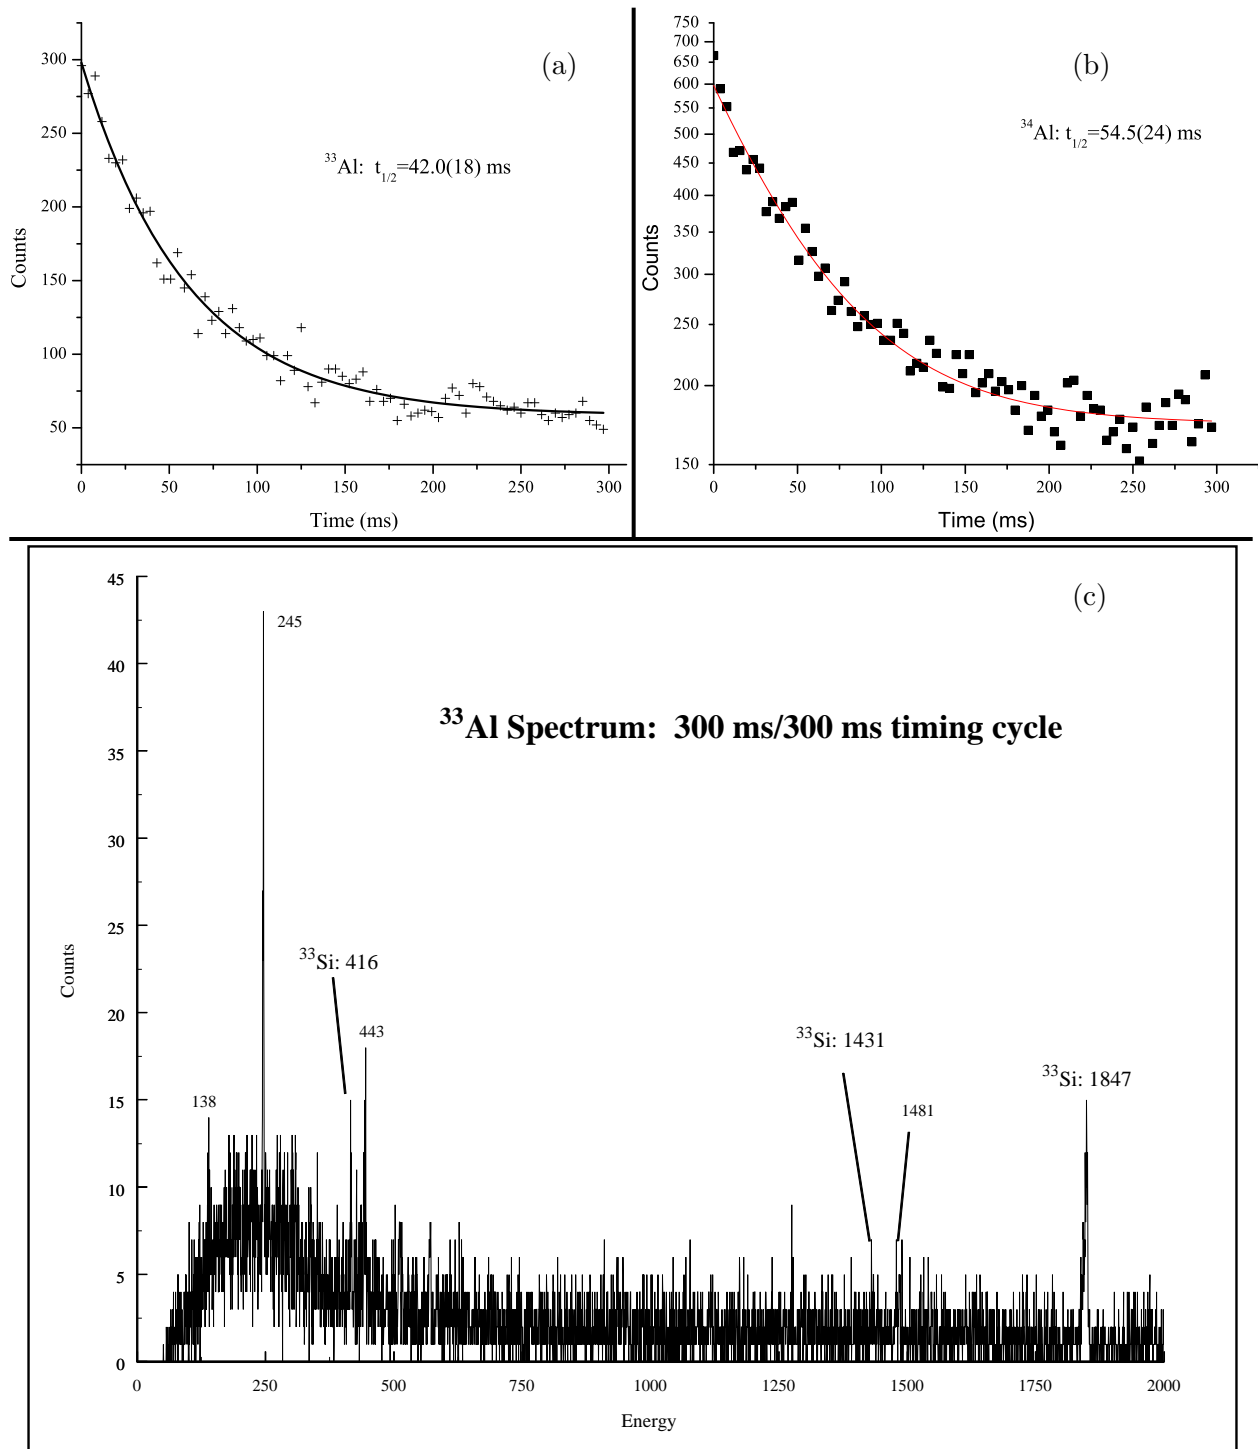 (a)
³³Al: t₁/₂=42.0(18) ms
Counts
300
250
200
150
100
50
0 50 100 150 200 250 300
Time (ms)
(b)
³⁴Al: t₁/₂=54.5(24) ms
Counts
750
700
650
600
550
500
450
400
350
300
250
200
150
0 50 100 150 200 250 300
Time (ms)
(c)
³³Al Spectrum: 300 ms/300 ms timing cycle
245
³³Si: 416
443
138
³³Si: 1431
1481
³³Si: 1847
Counts
45
40
35
30
25
20
15
10
5
0
0 250 500 750 1000 1250 1500 1750 2000
Energy